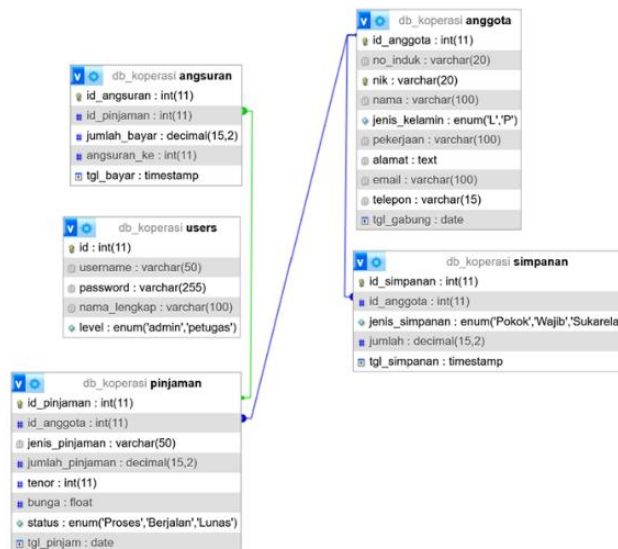 db_koperasi angsuran
id_angsuran : int(11)
id_pinjaman : int(11)
jumlah_bayar : decimal(15,2)
angsuran_ke : int(11)
tgl_bayar : timestamp
db_koperasi users
id : int(11)
username : varchar(50)
password : varchar(255)
nama_lengkap : varchar(100)
level : enum('admin','petugas')
db_koperasi pinjaman
id_pinjaman : int(11)
id_anggota : int(11)
jenis_pinjaman : varchar(50)
jumlah_pinjaman : decimal(15,2)
tenor : int(11)
bunga : float
status : enum('Proses','Berjalan','Lunas')
tgl_pinjam : date
db_koperasi anggota
id_anggota : int(11)
no_induk : varchar(20)
nik : varchar(20)
nama : varchar(100)
jenis_kelamin : enum('L','P')
pekerjaan : varchar(100)
alamat : text
email : varchar(100)
telepon : varchar(15)
tgl_gabung : date
db_koperasi simpanan
id_simpanan : int(11)
id_anggota : int(11)
jenis_simpanan : enum('Pokok','Wajib','Sukarela
jumlah : decimal(15,2)
tgl_simpanan : timestamp